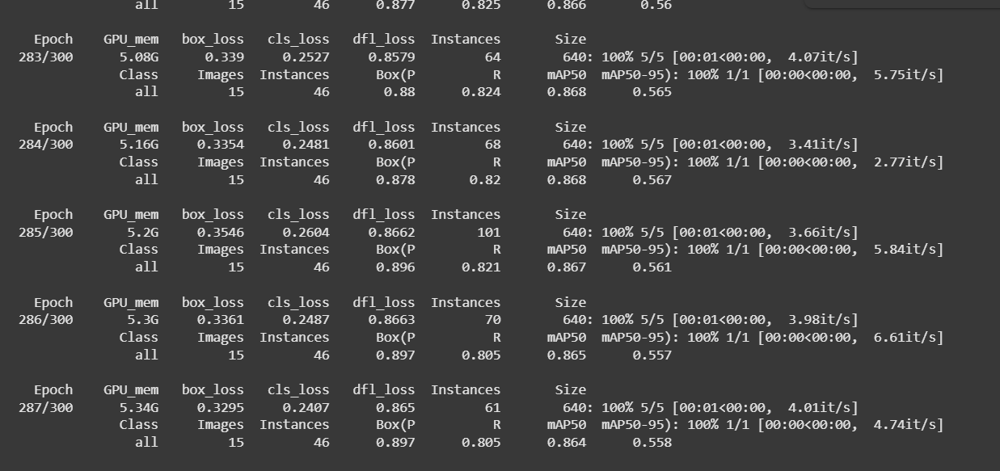 all 15 46 0.877 0.825 0.866 0.56
Epoch GPU_mem box_loss cls_loss dfl_loss Instances Size
283/300 5.08G 0.339 0.2527 0.8579 64 640: 100% 5/5 [00:01<00:00, 4.07it/s]
Class Images Instances Box(P R mAP50 mAP50-95): 100% 1/1 [00:00<00:00, 5.75it/s]
all 15 46 0.88 0.824 0.868 0.565
Epoch GPU_mem box_loss cls_loss dfl_loss Instances Size
284/300 5.16G 0.3354 0.2481 0.8601 68 640: 100% 5/5 [00:01<00:00, 3.41it/s]
Class Images Instances Box(P R mAP50 mAP50-95): 100% 1/1 [00:00<00:00, 2.77it/s]
all 15 46 0.878 0.82 0.868 0.567
Epoch GPU_mem box_loss cls_loss dfl_loss Instances Size
285/300 5.2G 0.3546 0.2604 0.8662 101 640: 100% 5/5 [00:01<00:00, 3.66it/s]
Class Images Instances Box(P R mAP50 mAP50-95): 100% 1/1 [00:00<00:00, 5.84it/s]
all 15 46 0.896 0.821 0.867 0.561
Epoch GPU_mem box_loss cls_loss dfl_loss Instances Size
286/300 5.3G 0.3361 0.2487 0.8663 70 640: 100% 5/5 [00:01<00:00, 3.98it/s]
Class Images Instances Box(P R mAP50 mAP50-95): 100% 1/1 [00:00<00:00, 6.61it/s]
all 15 46 0.897 0.805 0.865 0.557
Epoch GPU_mem box_loss cls_loss dfl_loss Instances Size
287/300 5.34G 0.3295 0.2407 0.865 61 640: 100% 5/5 [00:01<00:00, 4.01it/s]
Class Images Instances Box(P R mAP50 mAP50-95): 100% 1/1 [00:00<00:00, 4.74it/s]
all 15 46 0.897 0.805 0.864 0.558